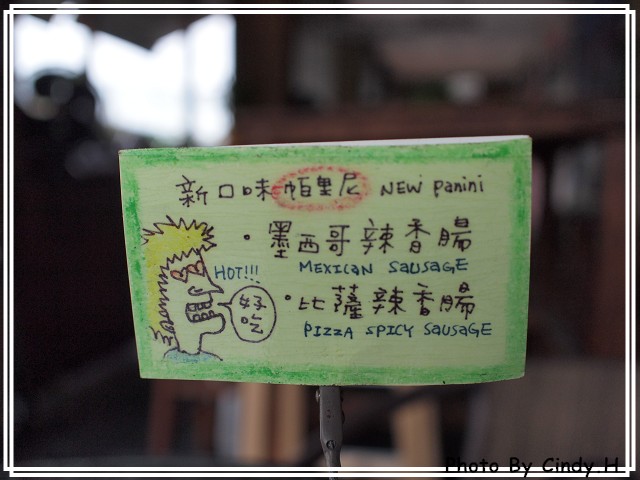 新口味帕里尼 NEW panini
・墨西哥辣香腸
MEXICAN SAUSAGE
HOT!!!
好
・比薩辣香腸
PIZZA SPICY SAUSAGE
Photo By Cindy H